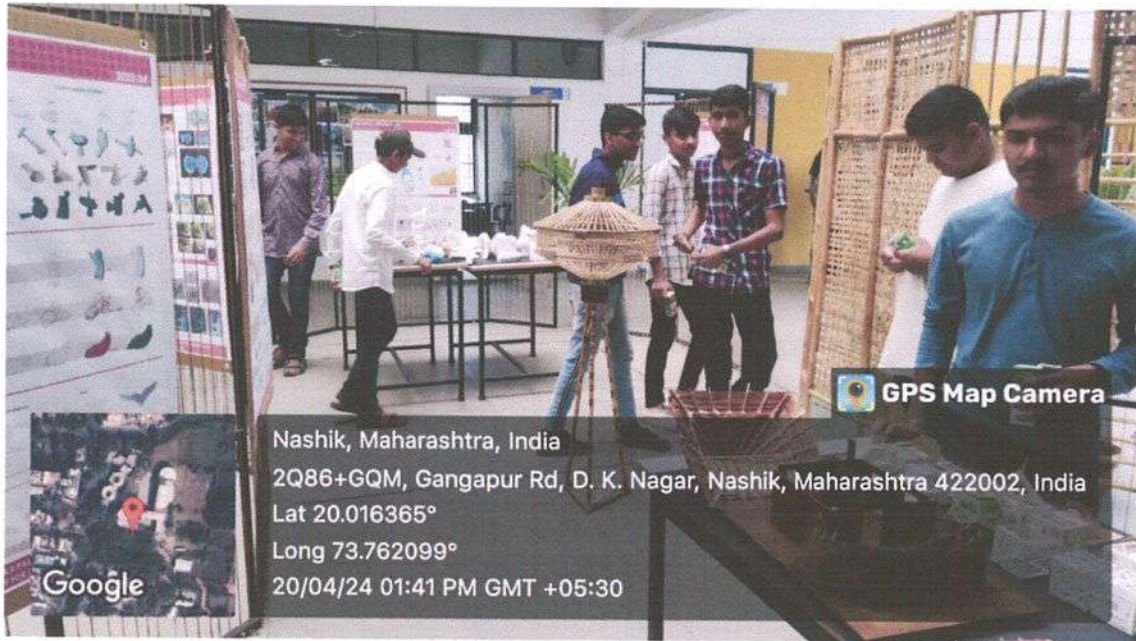 GPS Map Camera
Nashik, Maharashtra, India
2Q86+GQM, Gangapur Rd, D. K. Nagar, Nashik, Maharashtra 422002, India
Lat 20.016365°
Long 73.762099°
20/04/24 01:41 PM GMT +05:30
Google